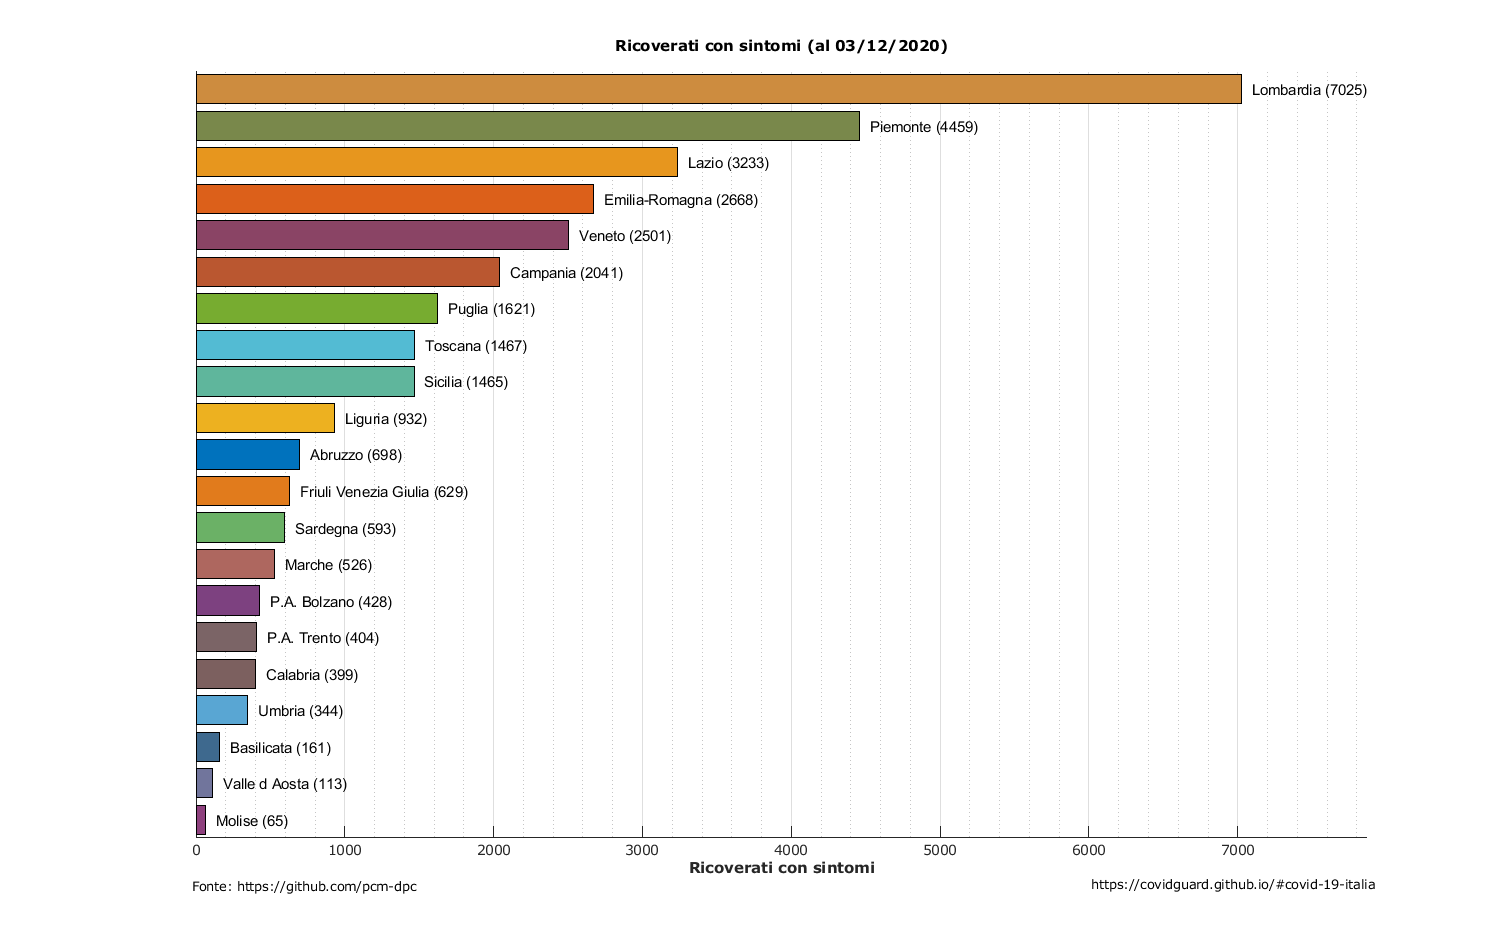 Ricoverati con sintomi (al 03/12/2020)
Lombardia (7025)
Piemonte (4459)
Lazio (3233)
Emilia-Romagna (2668)
Veneto (2501)
Campania (2041)
Puglia (1621)
Toscana (1467)
Sicilia (1465)
Liguria (932)
Abruzzo (698)
Friuli Venezia Giulia (629)
Sardegna (593)
Marche (526)
P.A. Bolzano (428)
P.A. Trento (404)
Calabria (399)
Umbria (344)
Basilicata (161)
Valle d Aosta (113)
Molise (65)
0 1000 2000 3000 4000 5000 6000 7000
Ricoverati con sintomi
Fonte: https://github.com/pcm-dpc
https://covidguard.github.io/#covid-19-italia